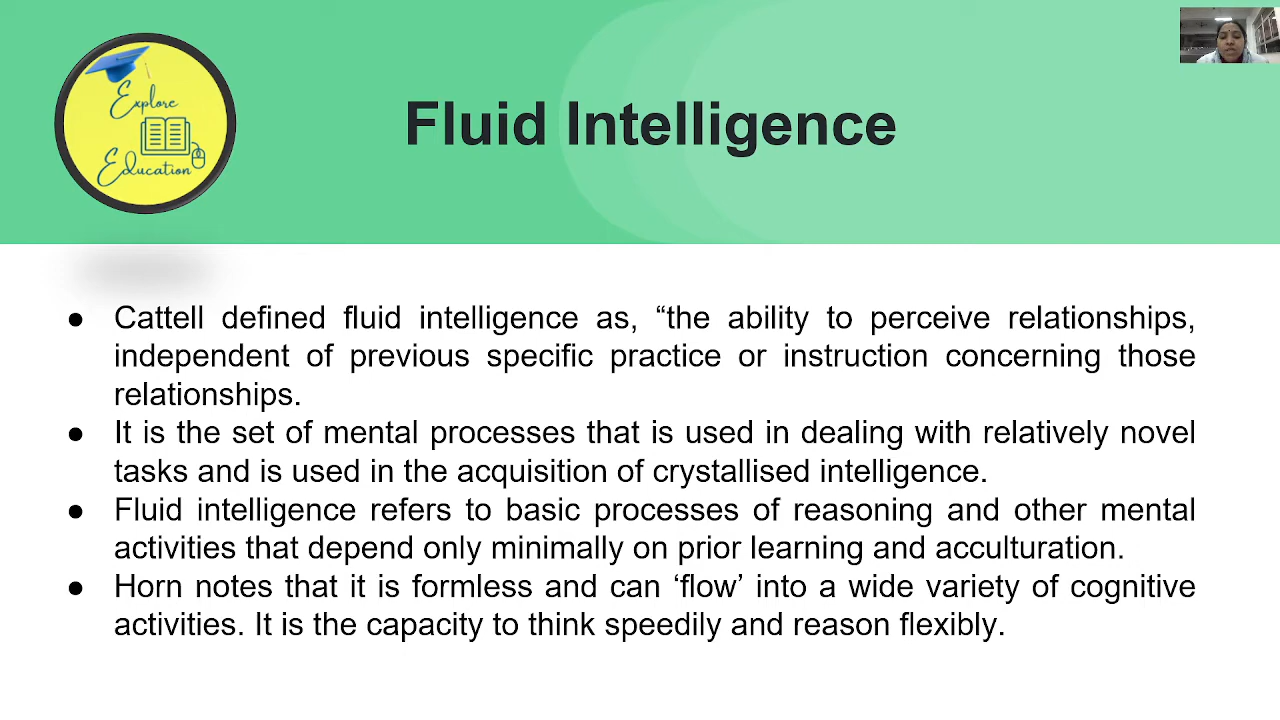 Explore
Education
Fluid Intelligence
● Cattell defined fluid intelligence as, “the ability to perceive relationships,
independent of previous specific practice or instruction concerning those
relationships.
● It is the set of mental processes that is used in dealing with relatively novel
tasks and is used in the acquisition of crystallised intelligence.
● Fluid intelligence refers to basic processes of reasoning and other mental
activities that depend only minimally on prior learning and acculturation.
● Horn notes that it is formless and can ‘flow’ into a wide variety of cognitive
activities. It is the capacity to think speedily and reason flexibly.